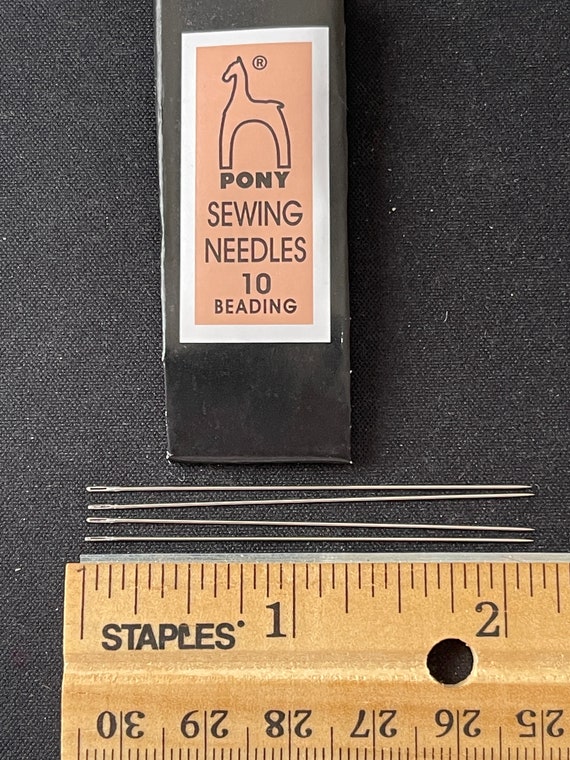 ®
PONY
SEWING
NEEDLES
10
BEADING
STAPLES®
1 2
30 29 28 27 26 25